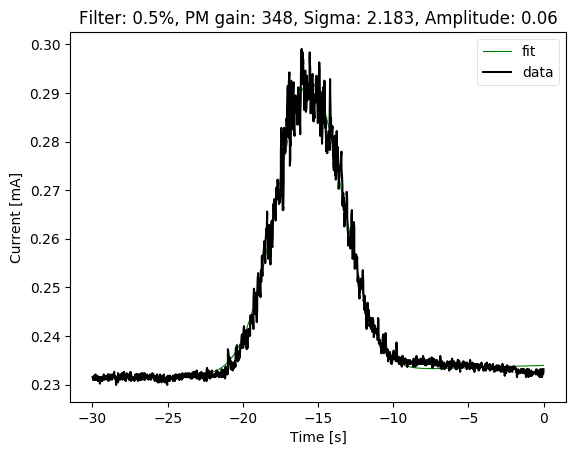 Filter: 0.5%, PM gain: 348, Sigma: 2.183, Amplitude: 0.06
fit
data
Current [mA]
0.30
0.29
0.28
0.27
0.26
0.25
0.24
0.23
−30 −25 −20 −15 −10 −5 0
Time [s]